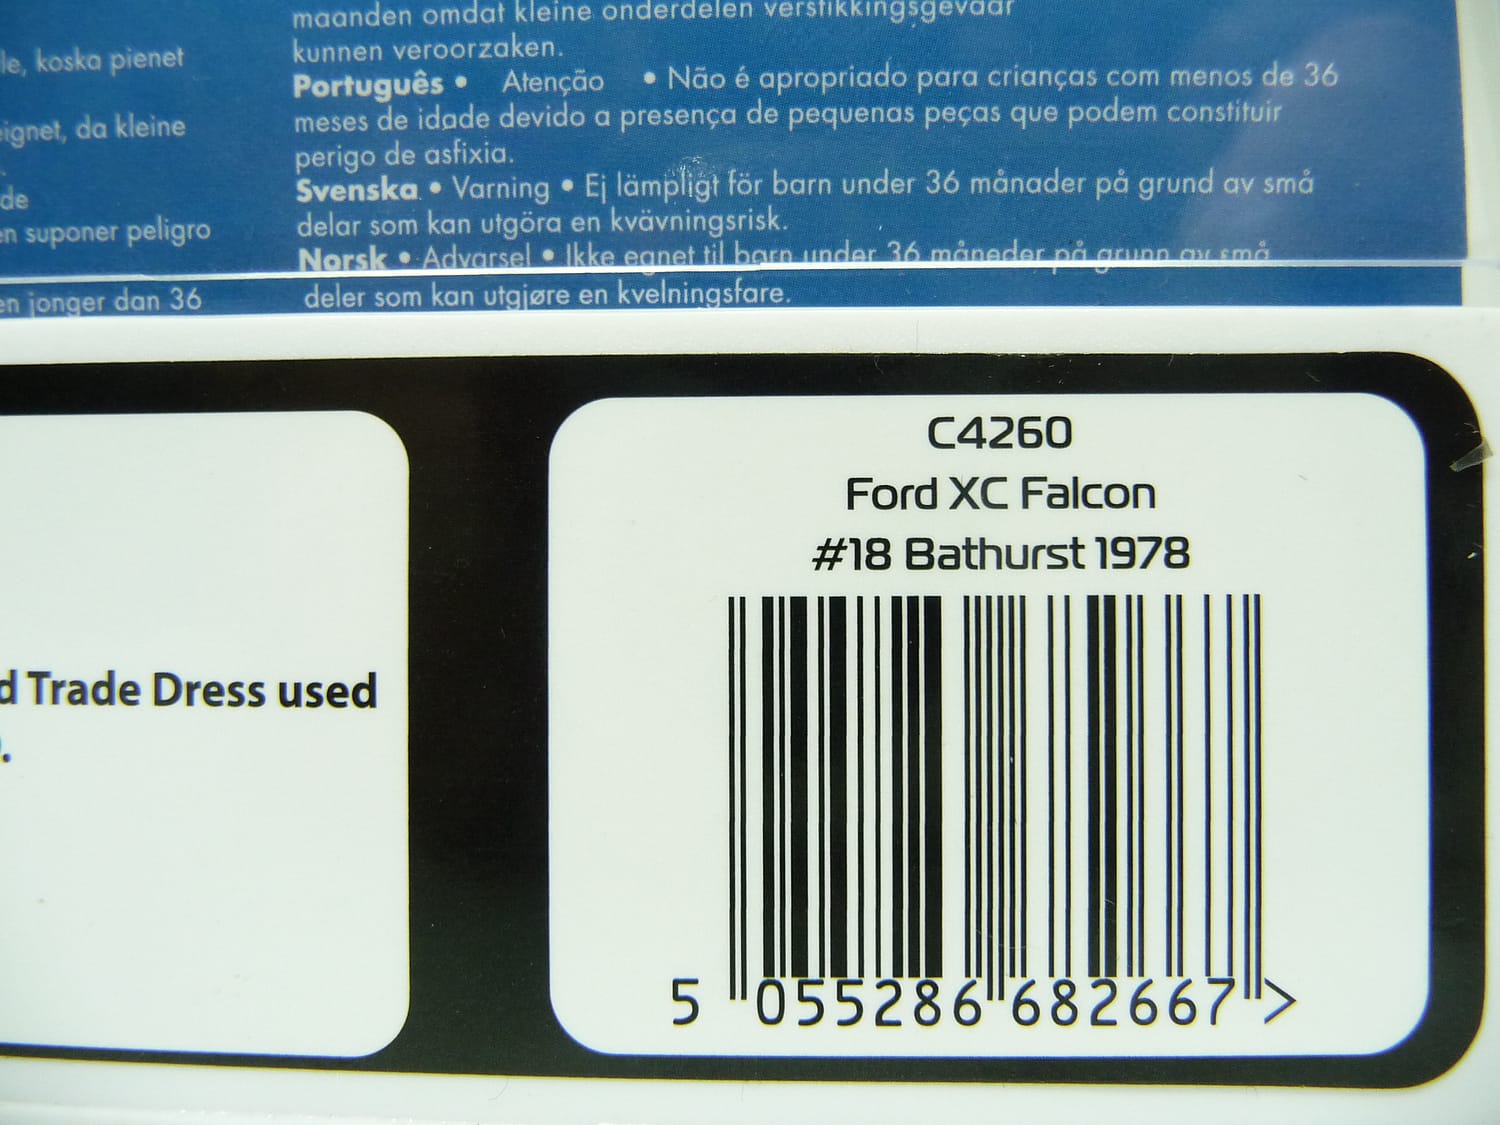 le, koska pienet
eignet, da kleine
de
en suponer peligro
en jonger dan 36
maanden omdat kleine onderdelen verstikkingsgevaar
kunnen veroorzaken.
Português • Atenção • Não é apropriado para crianças com menos de 36
meses de idade devido a presença de pequenas peças que podem constituir
perigo de asfixia.
Svenska • Varning • Ej lämpligt för barn under 36 månader på grund av små
delar som kan utgöra en kvävningsrisk.
Norsk • Advarsel • Ikke egnet til barn under 36 måneder på grunn av små
deler som kan utgjøre en kvelningsfare.
d Trade Dress used
.
C4260
Ford XC Falcon
#18 Bathurst 1978
5 055286 682667 >